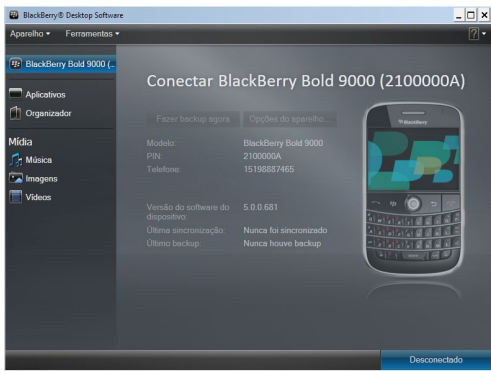 BlackBerry® Desktop Software
Aparelho Ferramentas ?
BlackBerry Bold 9000 (...
Aplicativos
Organizador
Mídia
Música
Imagens
Vídeos
Conectar BlackBerry Bold 9000 (2100000A)
Fazer backup agora Opções do aparelho...
Modelo: BlackBerry Bold 9000
PIN: 2100000A
Telefone: 15198887465
Versão do software do dispositivo: 5.0.0.681
Última sincronização: Nunca foi sincronizado
Último backup: Nunca houve backup
BlackBerry
Desconectado